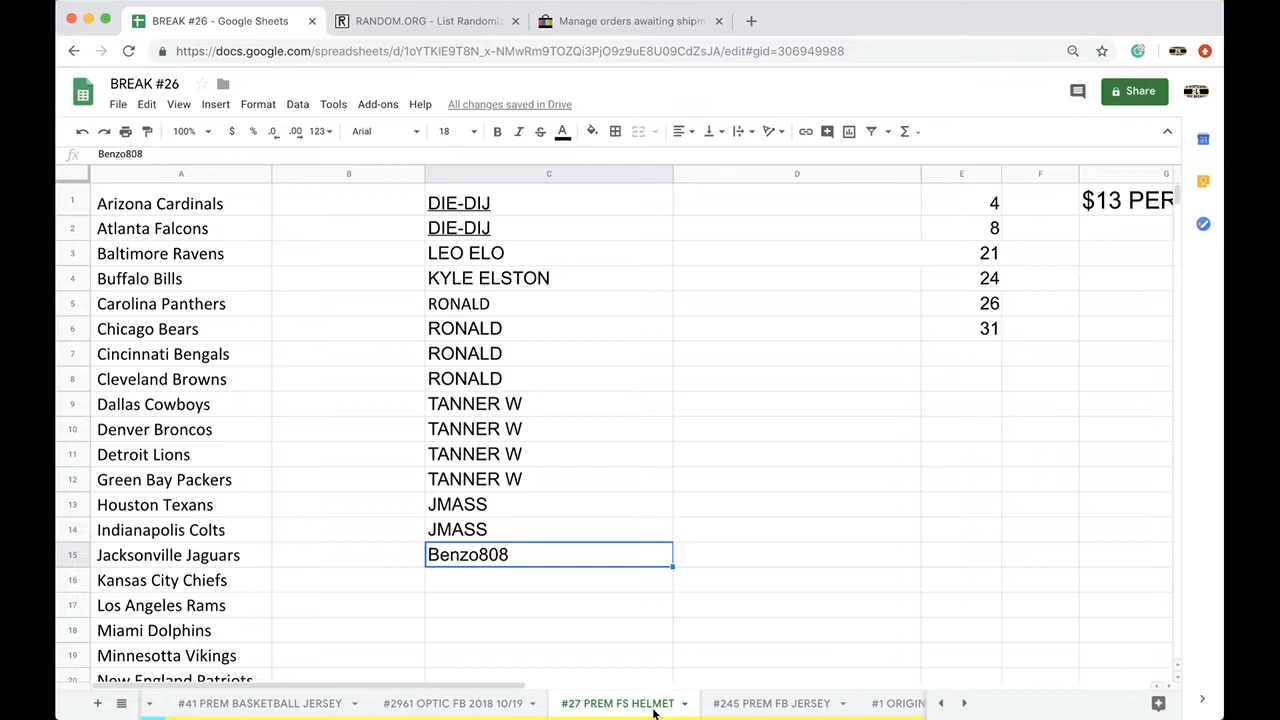 BREAK #26 - Google Sheets
RANDOM.ORG - List Randomiz
Manage orders awaiting shipm
https://docs.google.com/spreadsheets/d/1oYTKIE9T8N_x-NMwRm9TOZQi3PjO9z9uE8U09CdZsJA/edit#gid=306949988
BREAK #26
File Edit View Insert Format Data Tools Add-ons Help All changes saved in Drive
Share
100% $ % .0 .00 123 Arial 18 B I S A
fx Benzo808
A B C D E F G
1 Arizona Cardinals DIE-DIJ 4 $13 PER
2 Atlanta Falcons DIE-DIJ 8
3 Baltimore Ravens LEO ELO 21
4 Buffalo Bills KYLE ELSTON 24
5 Carolina Panthers RONALD 26
6 Chicago Bears RONALD 31
7 Cincinnati Bengals RONALD
8 Cleveland Browns RONALD
9 Dallas Cowboys TANNER W
10 Denver Broncos TANNER W
11 Detroit Lions TANNER W
12 Green Bay Packers TANNER W
13 Houston Texans JMASS
14 Indianapolis Colts JMASS
15 Jacksonville Jaguars Benzo808
16 Kansas City Chiefs
17 Los Angeles Rams
18 Miami Dolphins
19 Minnesota Vikings
20 New England Patriots
#41 PREM BASKETBALL JERSEY #2961 OPTIC FB 2018 10/19 #27 PREM FS HELMET #245 PREM FB JERSEY #1 ORIGIN